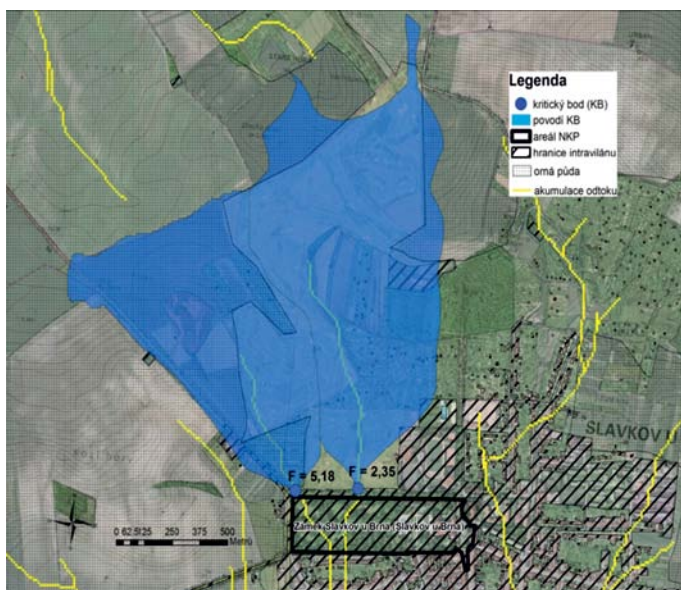 Legenda
kritický bod (KB)
povodí KB
areál NKP
hranice intravilánu
orná půda
akumulace odtoku
SLAVKOV U
F = 5,18
F = 2,35
Zámek Slavkov u Brna (Slavkov u Brna)
0 62,5125 250 375 500
Metrů